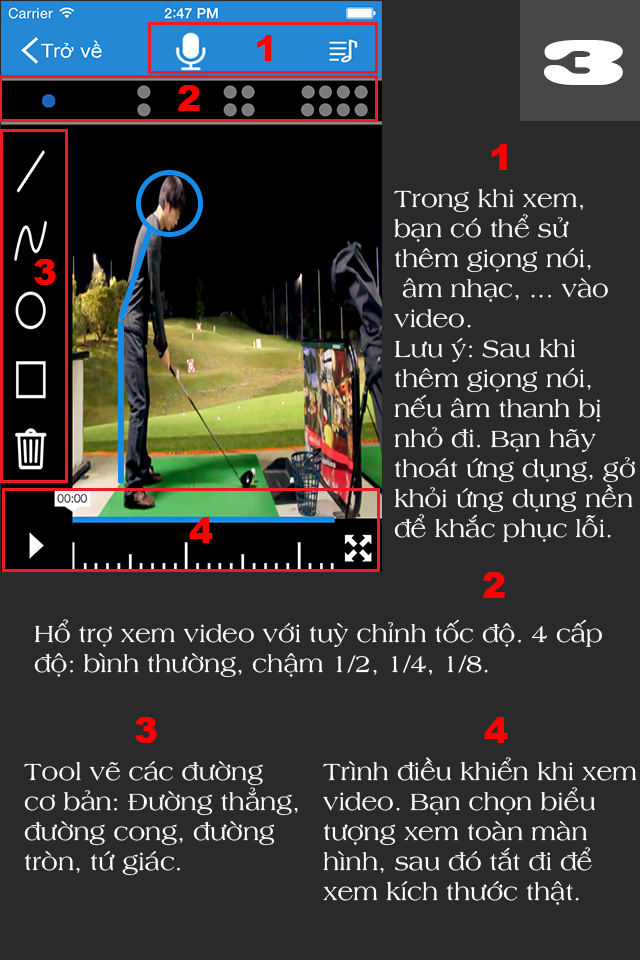 Carrier 2:47 PM
Trở về
1
3
2
3
00:00
4
1
Trong khi xem,
bạn có thể sử
thêm giọng nói,
âm nhạc, ... vào
video.
Lưu ý: Sau khi
thêm giọng nói,
nếu âm thanh bị
nhỏ đi. Bạn hãy
thoát ứng dụng, gở
khỏi ứng dụng nền
để khắc phục lỗi.
2
Hổ trợ xem video với tuỳ chỉnh tốc độ. 4 cấp
độ: bình thường, chậm 1/2, 1/4, 1/8.
3
Tool vẽ các đường
cơ bản: Đường thẳng,
đường cong, đường
tròn, tứ giác.
4
Trình điều khiển khi xem
video. Bạn chọn biểu
tượng xem toàn màn
hình, sau đó tắt đi để
xem kích thước thật.